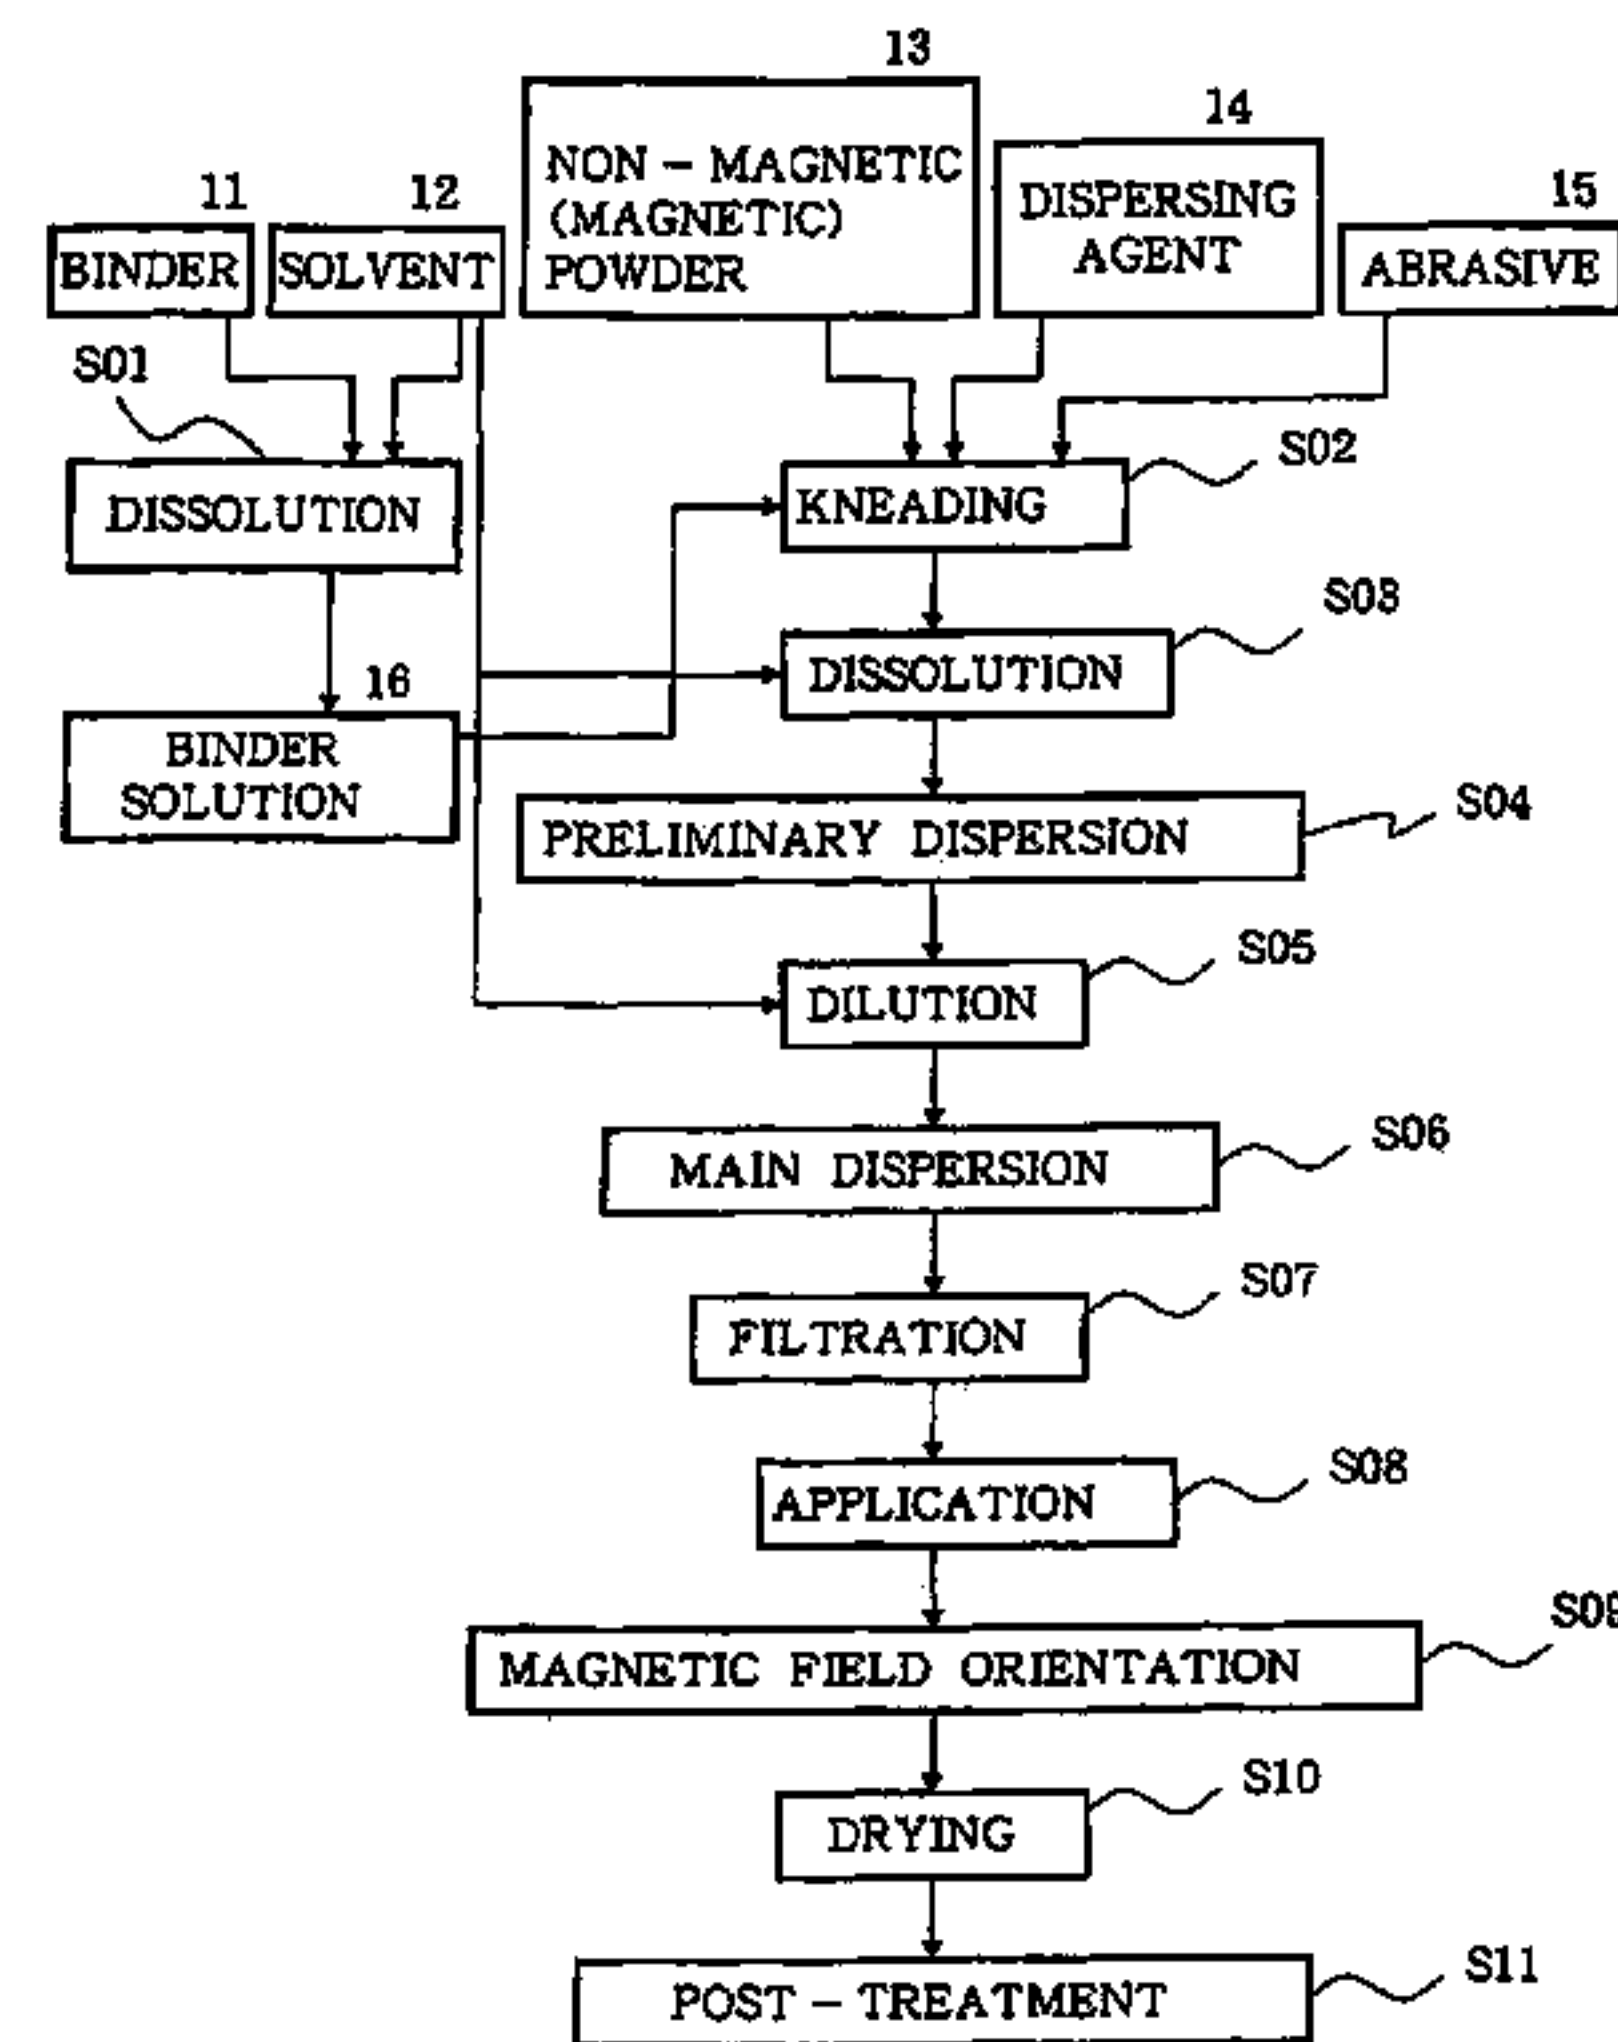 13
NON – MAGNETIC
(MAGNETIC)
POWDER
14
DISPERSING
AGENT
11
BINDER
12
SOLVENT
15
ABRASIVE
S01
DISSOLUTION
S02
KNEADING
S03
DISSOLUTION
16
BINDER
SOLUTION
S04
PRELIMINARY DISPERSION
S05
DILUTION
S06
MAIN DISPERSION
S07
FILTRATION
S08
APPLICATION
S09
MAGNETIC FIELD ORIENTATION
S10
DRYING
S11
POST – TREATMENT